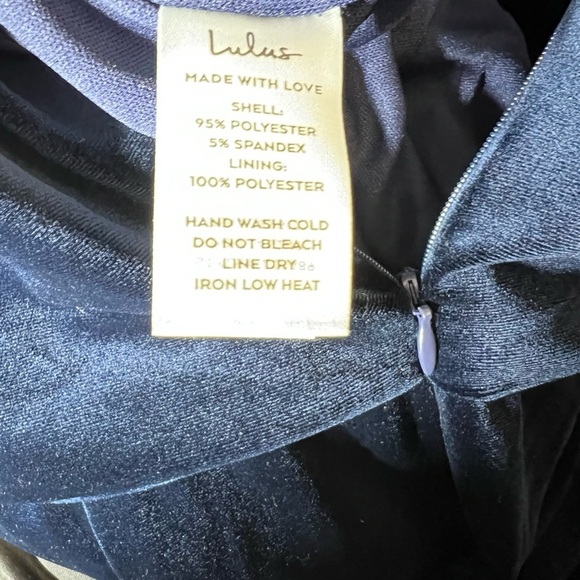 Lulus
MADE WITH LOVE
SHELL:
95% POLYESTER
5% SPANDEX
LINING:
100% POLYESTER
HAND WASH COLD
DO NOT BLEACH
LINE DRY
IRON LOW HEAT